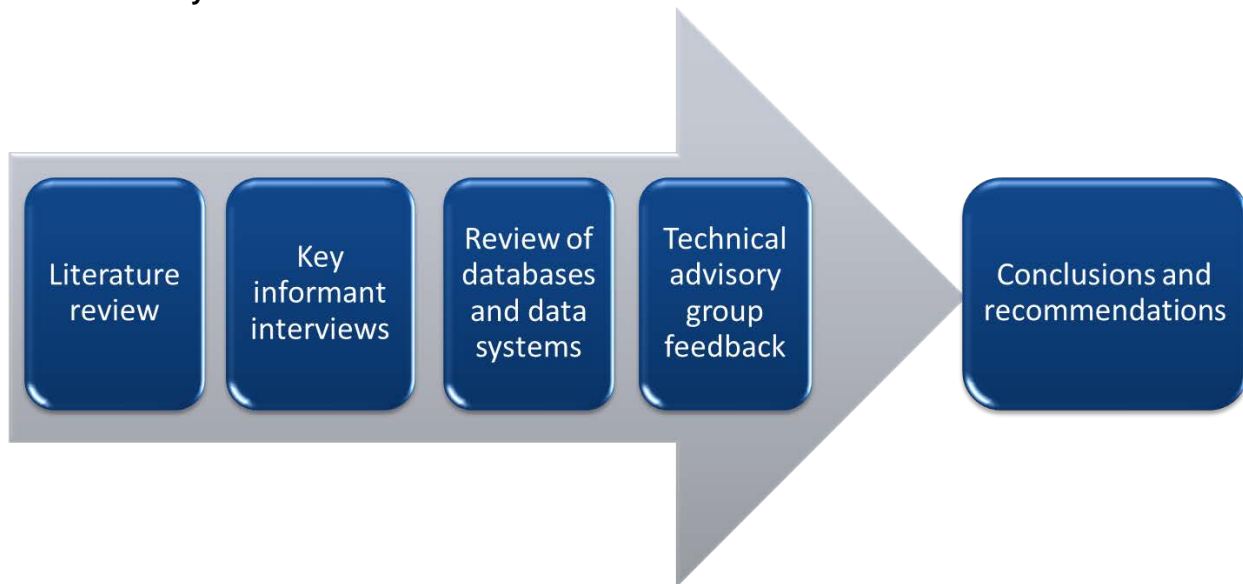 Literature
review
Key
informant
interviews
Review of
databases
and data
systems
Technical
advisory
group
feedback
Conclusions and
recommendations